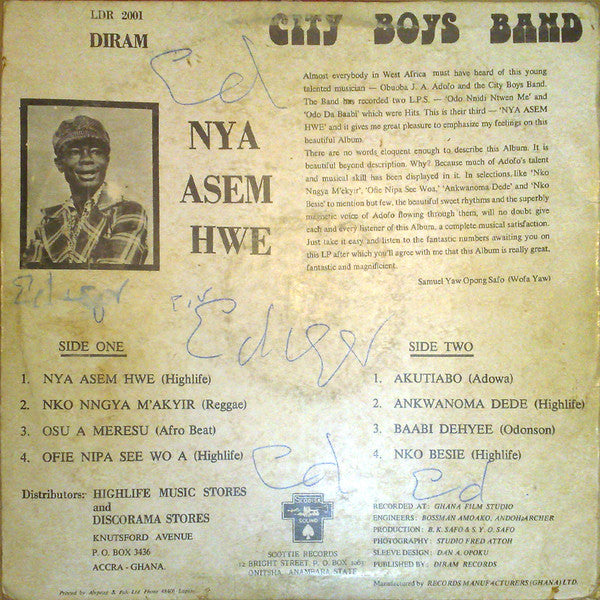 LDR 2001
DIRAM
CITY BOYS BAND
Ed
NYA
ASEM
HWE
Almost everybody in West Africa must have heard of this young
talented musician — Obuoba J. A. Adofo and the City Boys Band.
The Band has recorded two L.P.S. — 'Odo Nnidi Ntwen Me' and
'Odo Da Baabi' which were Hits. This is their third — 'NYA ASEM
HWE' and it gives me great pleasure to emphasize my feelings on this
beautiful Album.
There are no words eloquent enough to describe this Album. It is
beautiful beyond description. Why? Because much of Adofo's talent
and musical skill has been displayed in it. In selections, like 'Nko
Nngya M'ekyir', 'Ofie Nipa See Woa,' 'Ankwanoma Dede' and 'Nko
Besie' to mention but few, the beautiful sweet rhythms and the superbly
magnetic voice of Adofo flowing through them, will no doubt give
each and every listener of this Album, a complete musical satisfaction.
Just take it easy and listen to the fantastic numbers awaiting you on
this LP after which you'll agree with me that this Album is really great,
fantastic and magnificient.
Samuel Yaw Opong Safo (Wofa Yaw)
SIDE ONE
1. NYA ASEM HWE (Highlife)
2. NKO NNGYA M'AKYIR (Reggae)
3. OSU A MERESU (Afro Beat)
4. OFIE NIPA SEE WO A (Highlife)
SIDE TWO
1. AKUTIABO (Adowa)
2. ANKWANOMA DEDE (Highlife)
3. BAABI DEHYEE (Odonson)
4. NKO BESIE (Highlife)
Ed
Ed
Distributors: HIGHLIFE MUSIC STORES
and
DISCORAMA STORES
KNUTSFORD AVENUE
P. O. BOX 3436
ACCRA - GHANA.
SCOTTIE
SOUND
SCOTTIE RECORDS
12 BRIGHT STREET, P. O. BOX 2063
ONITSHA, ANAMBARA STATE
RECORDED AT: GHANA FILM STUDIO
ENGINEERS: BOSSMAN AMOAKO, ANDOH/ARCHER
PRODUCTION: B. K. SAFO & S. Y. O. SAFO
PHOTOGRAPHY: STUDIO FRED ATTOH
SLEEVE DESIGN: DAN A. OPOKU
PUBLISHED BY: DIRAM RECORDS
Manufactured by RECORDS MANUFACTURERS (GHANA) LTD.